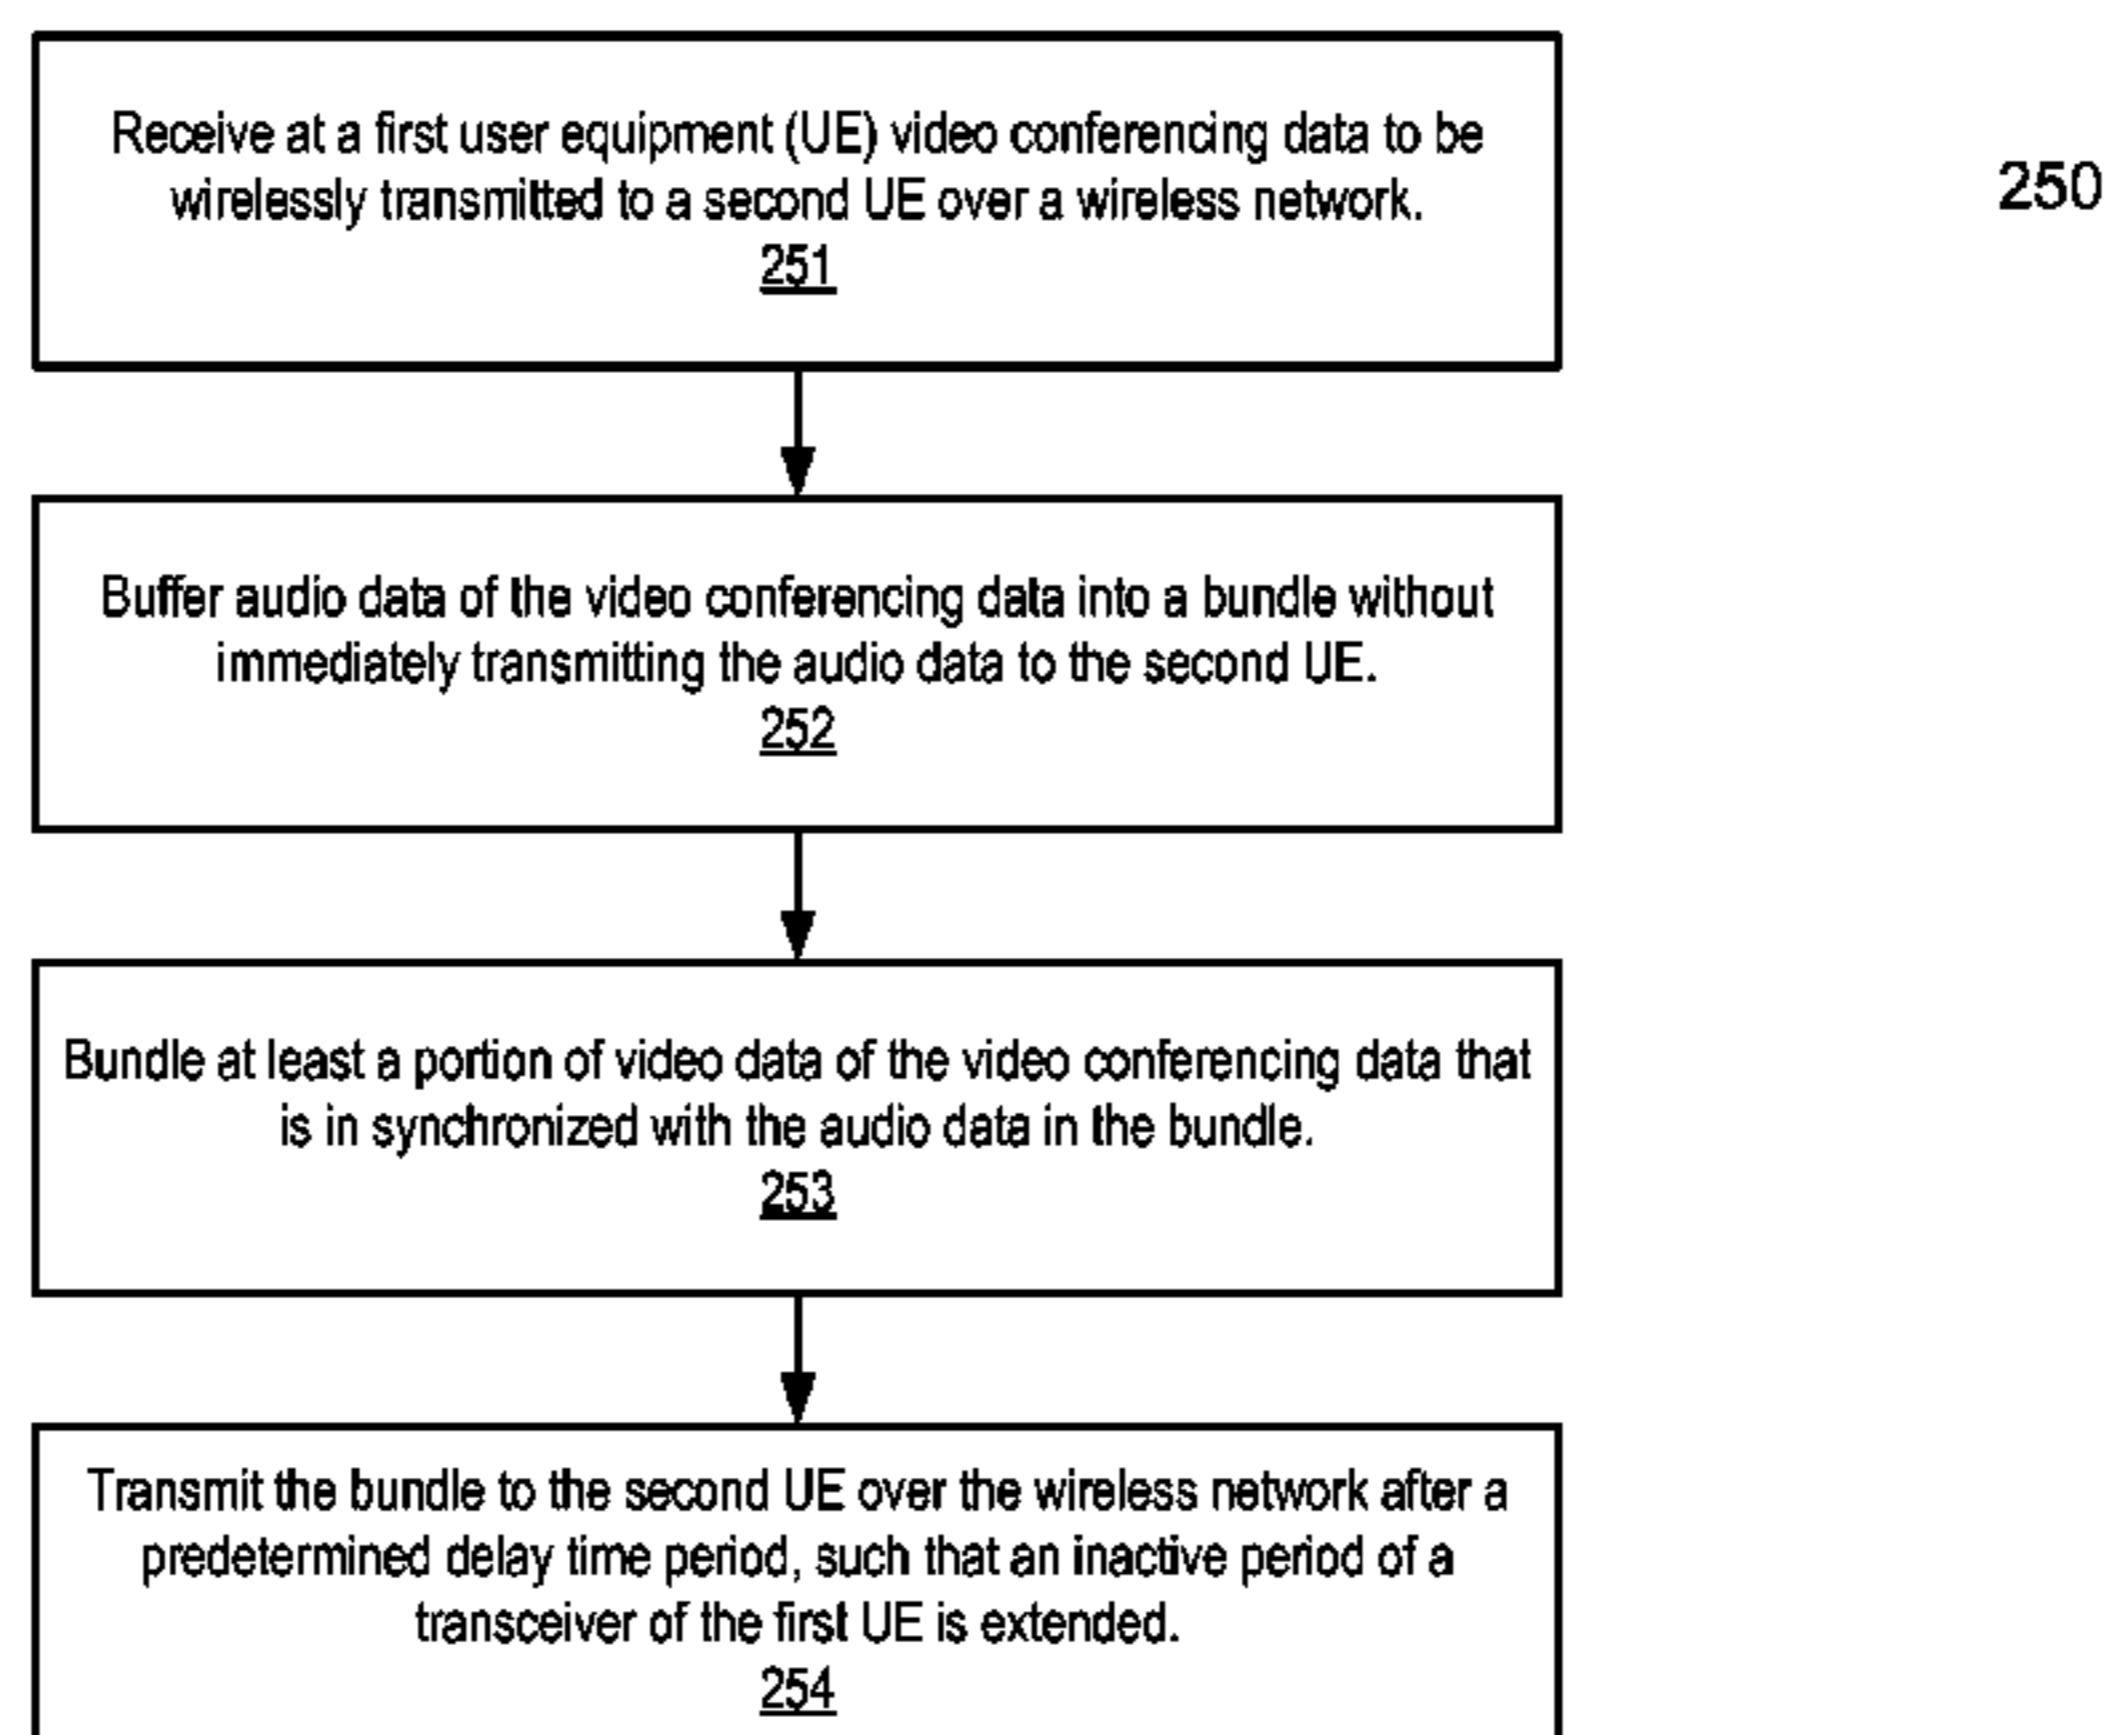 Receive at a first user equipment (UE) video conferencing data to be
wirelessly transmitted to a second UE over a wireless network.
251
250
Buffer audio data of the video conferencing data into a bundle without
immediately transmitting the audio data to the second UE.
252
Bundle at least a portion of video data of the video conferencing data that
is in synchronized with the audio data in the bundle.
253
Transmit the bundle to the second UE over the wireless network after a
predetermined delay time period, such that an inactive period of a
transceiver of the first UE is extended.
254